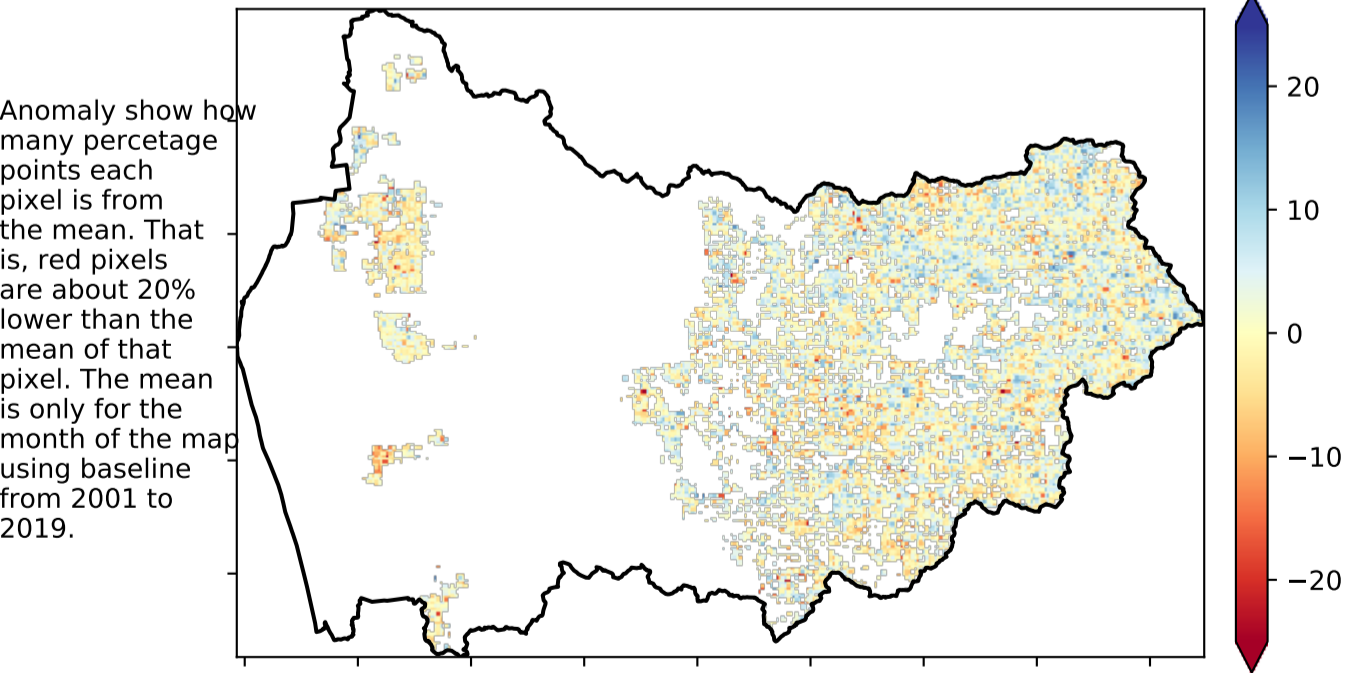 Anomaly show how
many percetage
points each
pixel is from
the mean. That
is, red pixels
are about 20%
lower than the
mean of that
pixel. The mean
is only for the
month of the map
using baseline
from 2001 to
2019.
20
10
0
−10
−20